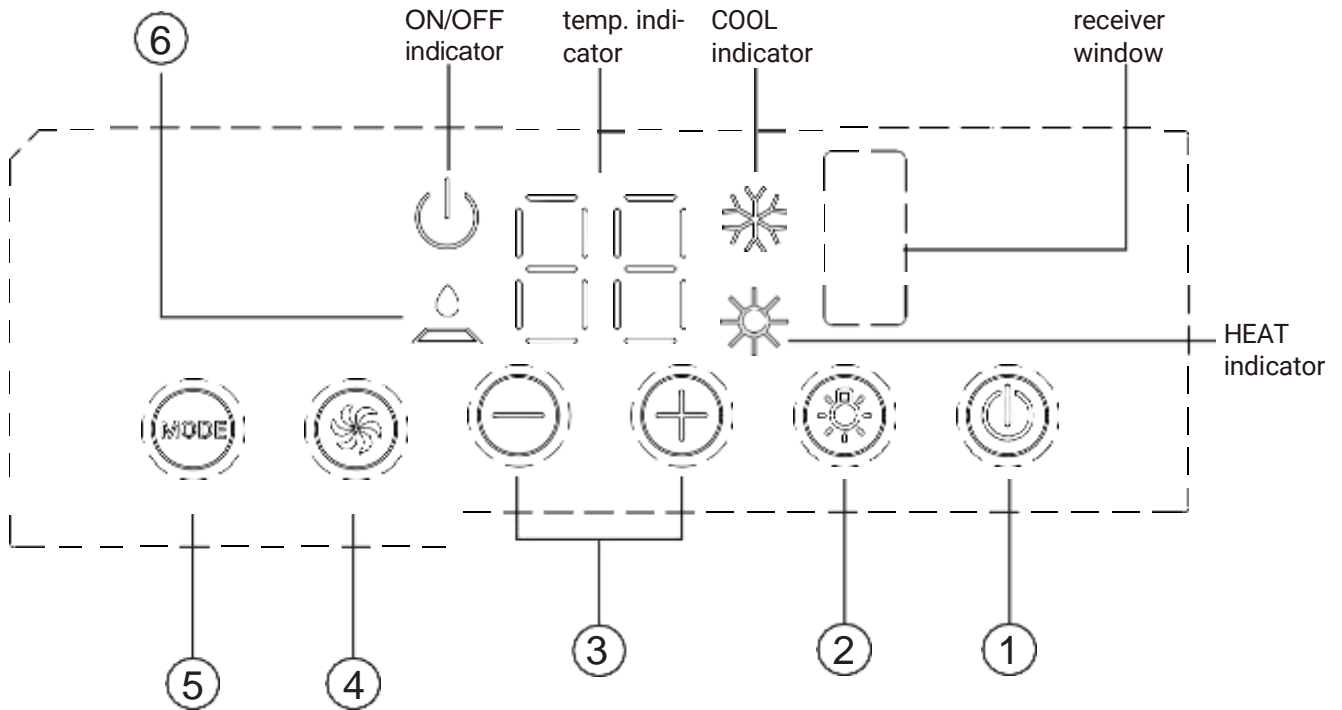 ON/OFF
indicator
temp. indi-
cator
COOL
indicator
receiver
window
6
HEAT
indicator
MODE
5
4
3
2
1